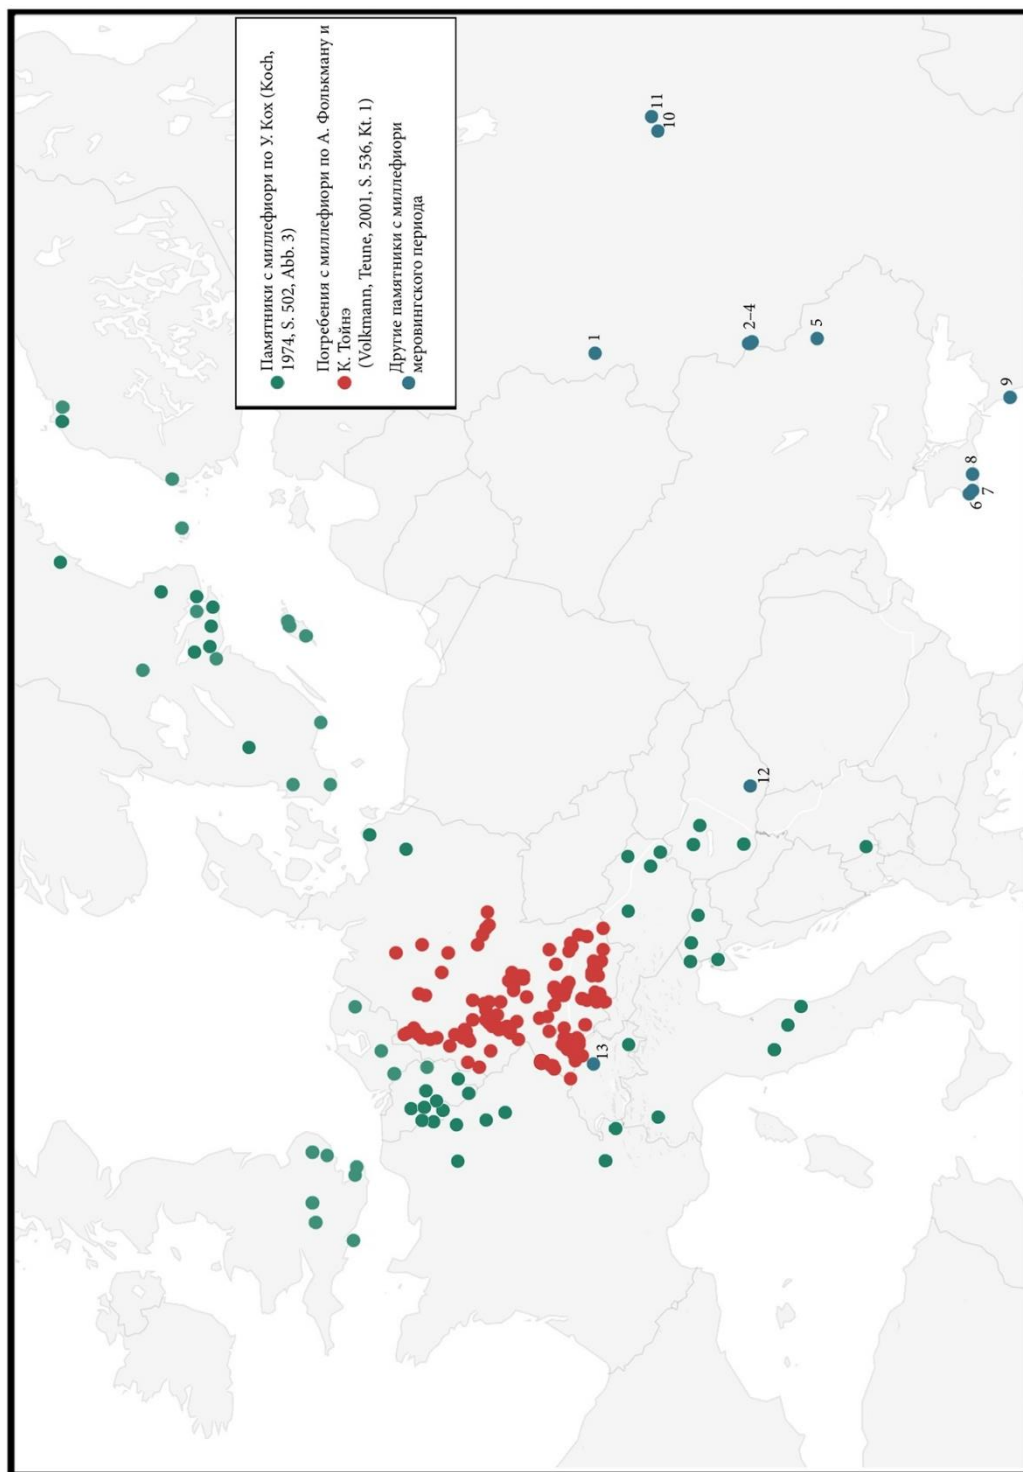 Памятники с миллефиори по У. Кох (Koch,
1974, S. 502, Abb. 3)
Погребения с миллефиори по А. Фолькману и
К. Тойнэ
(Volkmann, Teune, 2001, S. 536, Kt. 1)
Другие памятники с миллефиори
меровингского периода
1
2–4
5
6
7
8
9
10
11
12
13